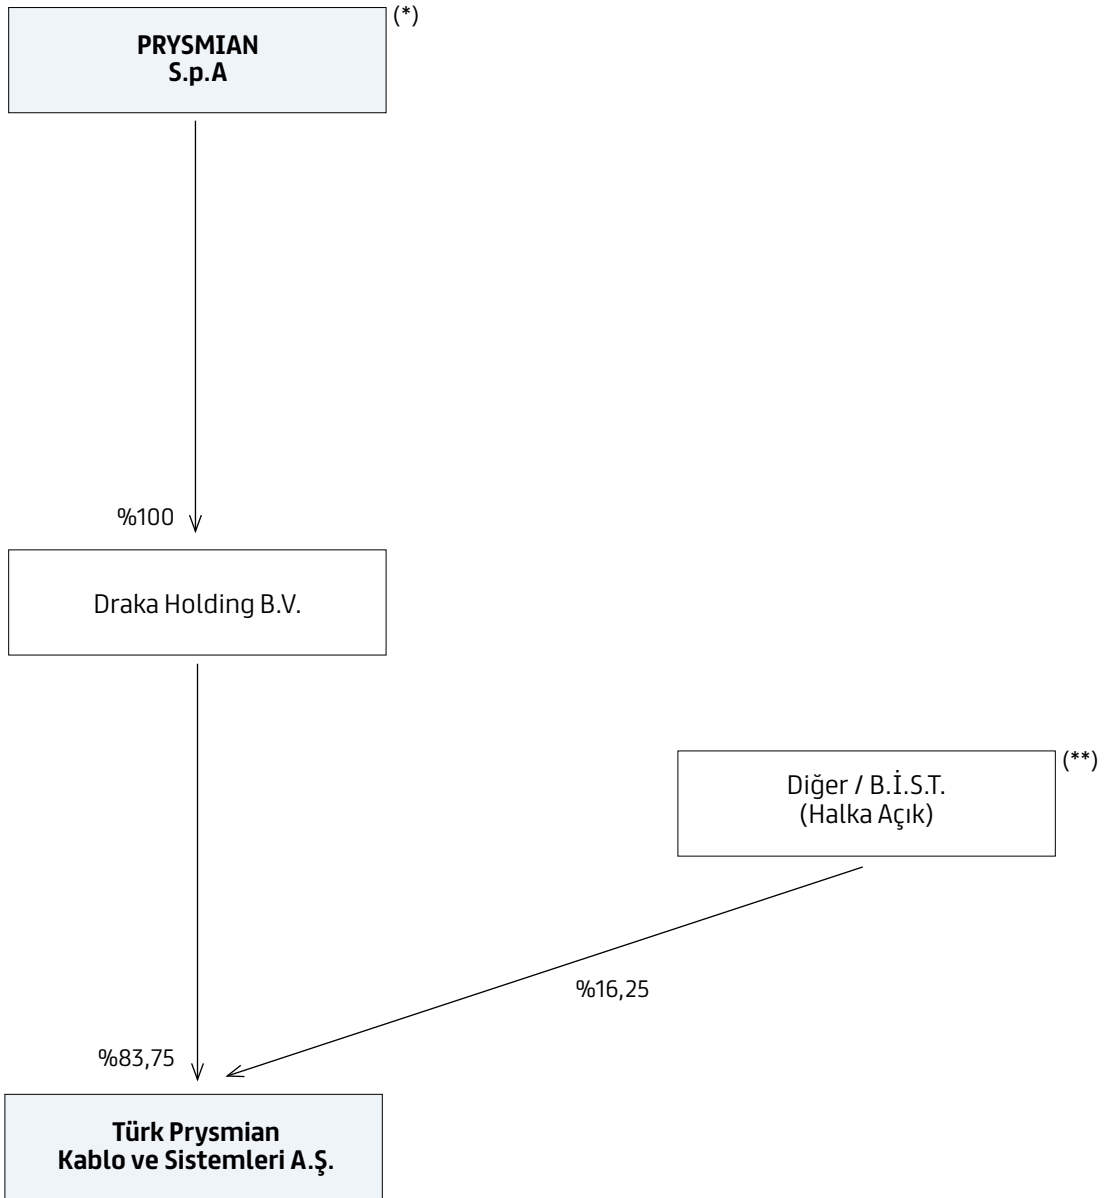 PRYSMIAN
S.p.A
(*)
%100
Draka Holding B.V.
Diğer / B.İ.S.T.
(Halka Açık)
(**)
%16,25
%83,75
Türk Prysmian
Kablo ve Sistemleri A.Ş.